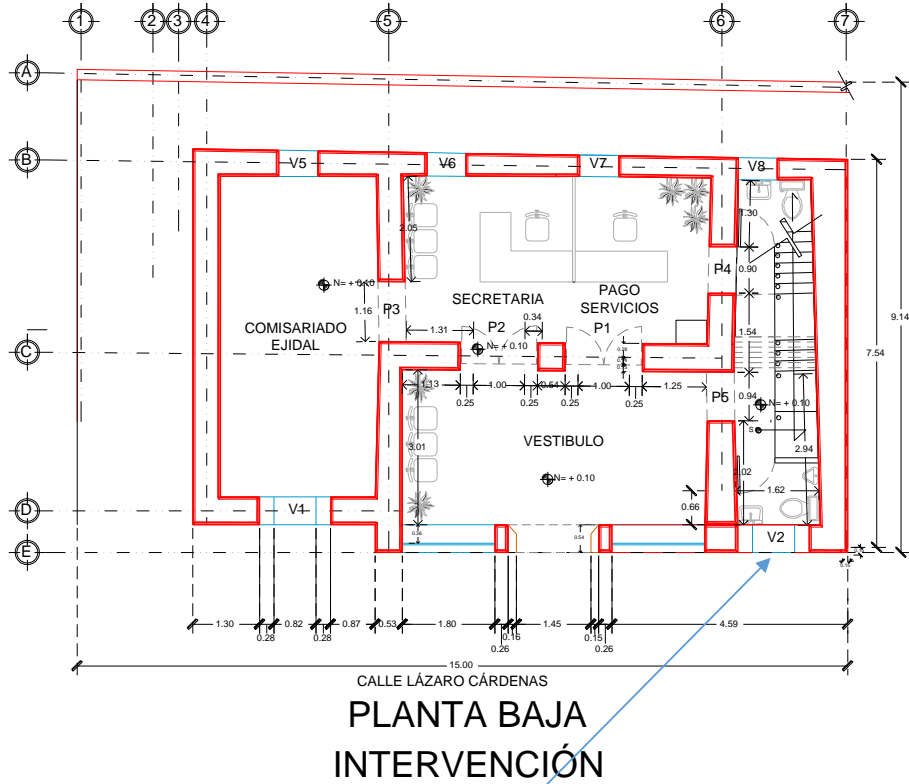 1 2 3 4 5 6 7
A
B
V5 V6 V7 V8
1.30
2.05
N= + 0.10
P4
0.90
PAGO
SERVICIOS
SECRETARIA
1.16
P3
1.31
P2
0.34
P1
1.54
COMISARIADO
EJIDAL
N= + 0.10
C
9.14
7.54
1.13
0.25
1.00
0.25
0.54
0.25
1.00
0.25
1.25
P5
0.94
N= + 0.10
S
VESTIBULO
3.01
2.94
2.02
N= + 0.10
1.62
0.66
D
V1
0.36
0.54
V2
E
1.30
0.28
0.82
0.28
0.87
0.53
1.80
0.26
0.16
1.45
0.15
0.26
4.59
15.00
CALLE LÁZARO CÁRDENAS
PLANTA BAJA
INTERVENCIÓN